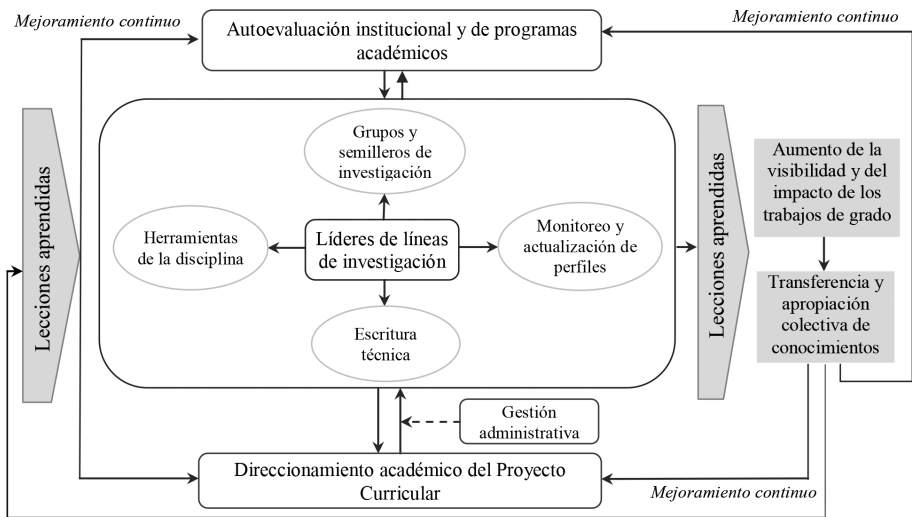 Mejoramiento continuo
Autoevaluación institucional y de programas
académicos
Mejoramiento continuo
Lecciones aprendidas
Grupos y
semilleros de
investigación
Herramientas
de la disciplina
Líderes de líneas
de investigación
Monitoreo y
actualización de
perfiles
Escritura
técnica
Lecciones aprendidas
Aumento de la
visibilidad y del
impacto de los
trabajos de grado
Transferencia y
apropiación
colectiva de
conocimientos
Gestión
administrativa
Direccionamiento académico del Proyecto
Curricular
Mejoramiento continuo